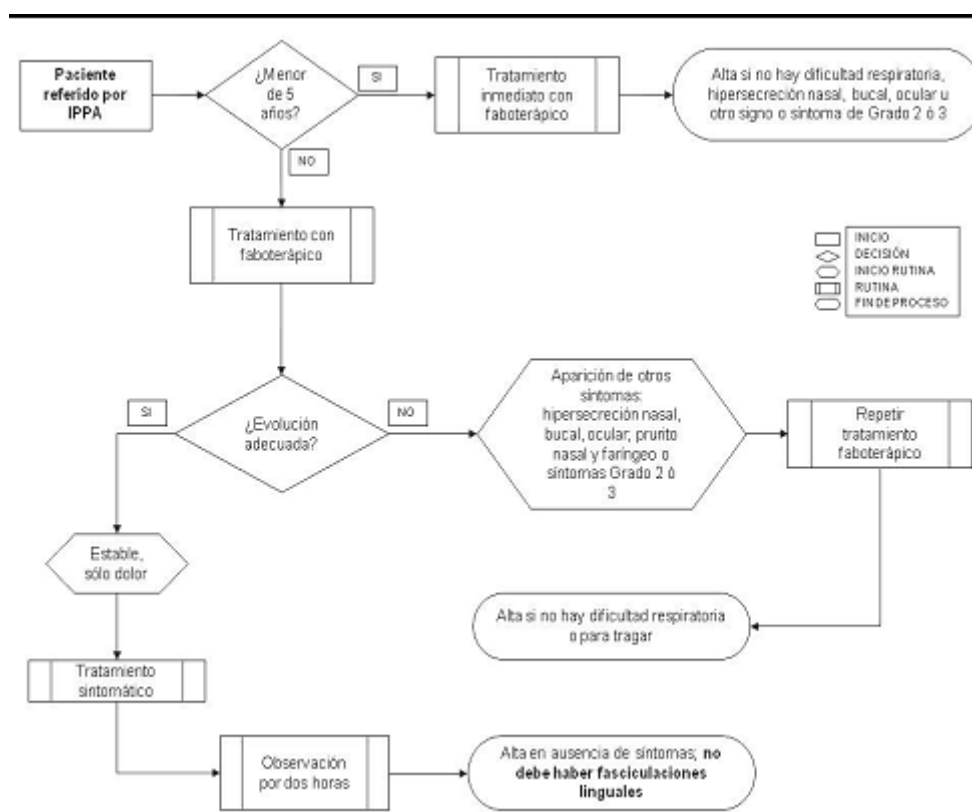 Paciente
referido por
IPPA
¿Menor
de 5
años?
SI
Tratamiento
inmediato con
faboterápico
Alta si no hay dificultad respiratoria,
hipersecreción nasal, bucal, ocular u
otro signo o síntoma de Grado 2 ó 3
NO
Tratamiento con
faboterápico
INICIO
DECISIÓN
INICIO RUTINA
RUTINA
FIN DE PROCESO
SI
¿Evolución
adecuada?
NO
Aparición de otros
síntomas:
hipersecreción nasal,
bucal, ocular, prurito
nasal y faríngeo o
síntomas Grado 2 ó
3
Repetir
tratamiento
faboterápico
Estable,
sólo dolor
Alta si no hay dificultad respiratoria
o para tragar
Tratamiento
sintomático
Observación
por dos horas
Alta en ausencia de síntomas; no
debe haber fasciculaciones
linguales